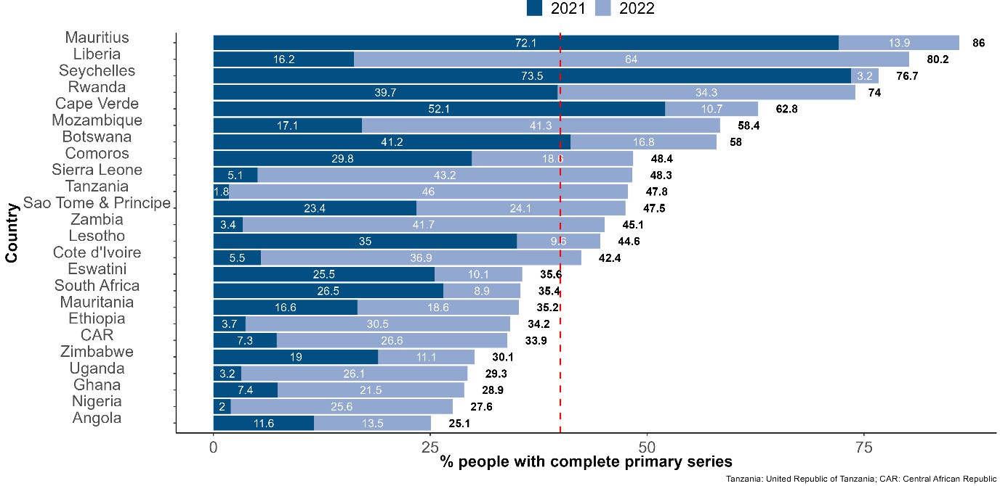 2021 2022
Mauritius 72.1 13.9 86
Liberia 16.2 64 80.2
Seychelles 73.5 3.2 76.7
Rwanda 39.7 34.3 74
Cape Verde 52.1 10.7 62.8
Mozambique 17.1 41.3 58.4
Botswana 41.2 16.8 58
Comoros 29.8 18.6 48.4
Sierra Leone 5.1 43.2 48.3
Tanzania 1.8 46 47.8
Sao Tome & Principe 23.4 24.1 47.5
Zambia 3.4 41.7 45.1
Lesotho 35 9.6 44.6
Cote d'Ivoire 5.5 36.9 42.4
Eswatini 25.5 10.1 35.6
South Africa 26.5 8.9 35.4
Mauritania 16.6 18.6 35.2
Ethiopia 3.7 30.5 34.2
CAR 7.3 26.6 33.9
Zimbabwe 19 11.1 30.1
Uganda 3.2 26.1 29.3
Ghana 7.4 21.5 28.9
Nigeria 2 25.6 27.6
Angola 11.6 13.5 25.1
Country
0 25 50 75
% people with complete primary series
Tanzania: United Republic of Tanzania; CAR: Central African Republic